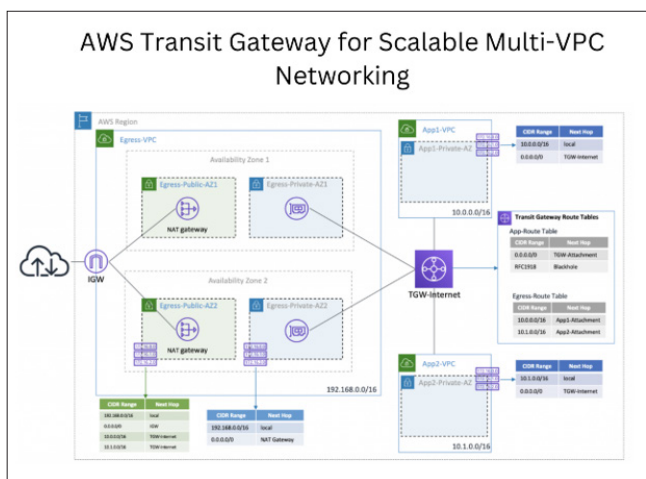 AWS Transit Gateway for Scalable Multi-VPC
Networking
AWS Region
Egress-VPC
Availability Zone 1
Egress-Public-AZ1
NAT gateway
Egress-Private-AZ1
IGW
Availability Zone 2
Egress-Public-AZ2
NAT gateway
Egress-Private-AZ2
192.168.0.0/16
CIDR Range Next Hop
192.168.0.0/16 local
0.0.0.0/0 IGW
10.0.0.0/16 TGW-Internet
10.1.0.0/16 TGW-Internet
CIDR Range Next Hop
192.168.0.0/16 local
0.0.0.0/0 NAT Gateway
App1-VPC
App1-Private-AZ
10.0.0.0/16
CIDR Range Next Hop
10.0.0.0/16 local
0.0.0.0/0 TGW-Internet
TGW-Internet
Transit Gateway Route Tables
App-Route Table
CIDR Range Next Hop
0.0.0.0/0 TGW-Attachment
RFC1918 Blackhole
Egress-Route Table
CIDR Range Next Hop
10.0.0.0/16 App1-Attachment
10.1.0.0/16 App2-Attachment
App2-VPC
App2-Private-AZ
10.1.0.0/16
CIDR Range Next Hop
10.1.0.0/16 local
0.0.0.0/0 TGW-Internet